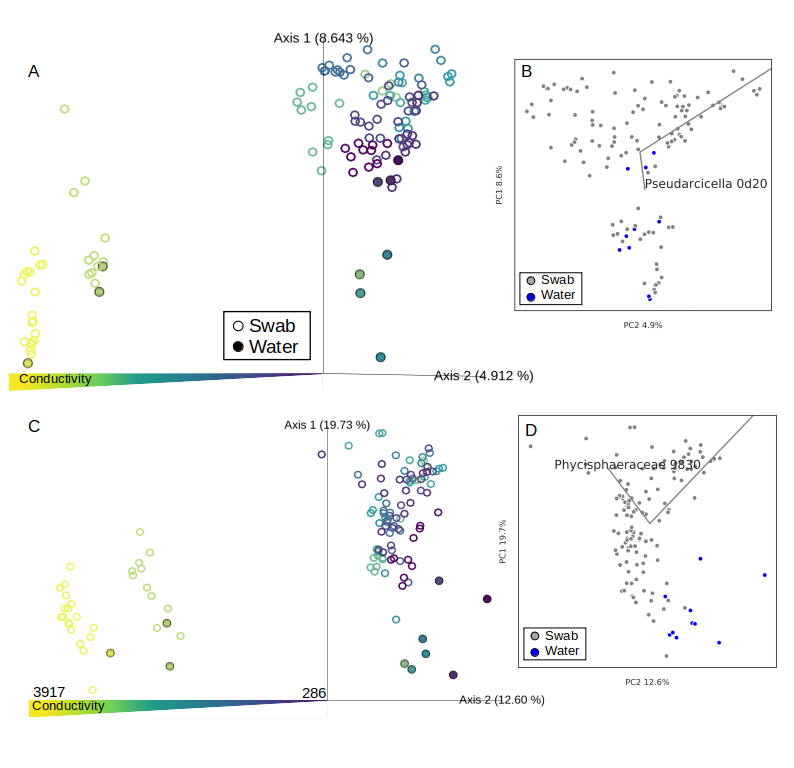 A
Axis 1 (8.643 %)
Swab
Water
Conductivity
Axis 2 (4.912 %)
B
PC1 8.6%
Pseudarcicella 0d20
Swab
Water
PC2 4.9%
C
Axis 1 (19.73 %)
3917
286
Conductivity
Axis 2 (12.60 %)
D
Phycisphaeraceae 9830
PC1 19.7%
Swab
Water
PC2 12.6%